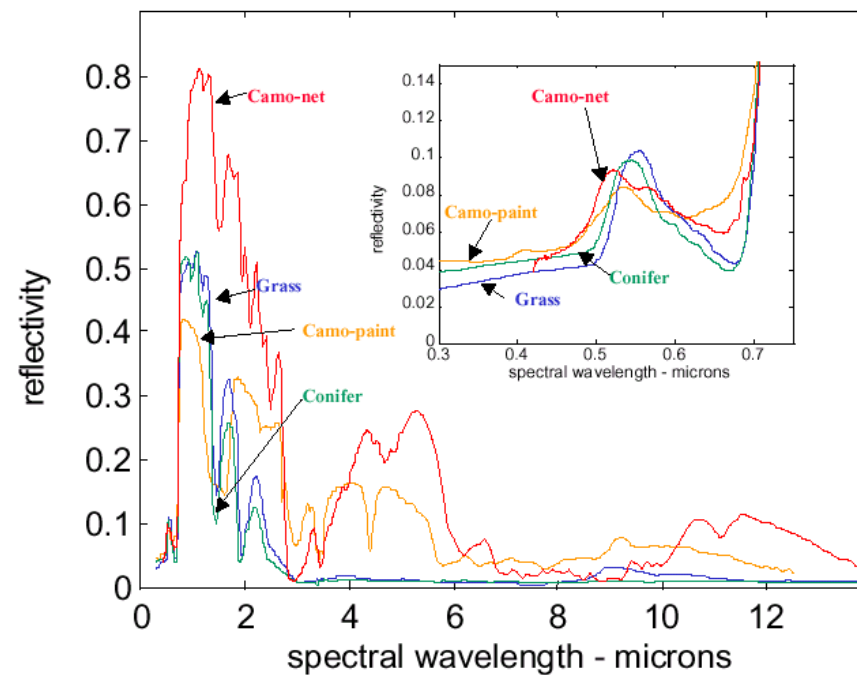 0.8
0.7
0.6
0.5
0.4
0.3
0.2
0.1
0
0 2 4 6 8 10 12
reflectivity
spectral wavelength - microns
Camo-net
Grass
Camo-paint
Conifer
0.14
0.12
0.1
0.08
0.06
0.04
0.02
0
0.3 0.4 0.5 0.6 0.7
reflectivity
spectral wavelength - microns
Camo-net
Camo-paint
Conifer
Grass